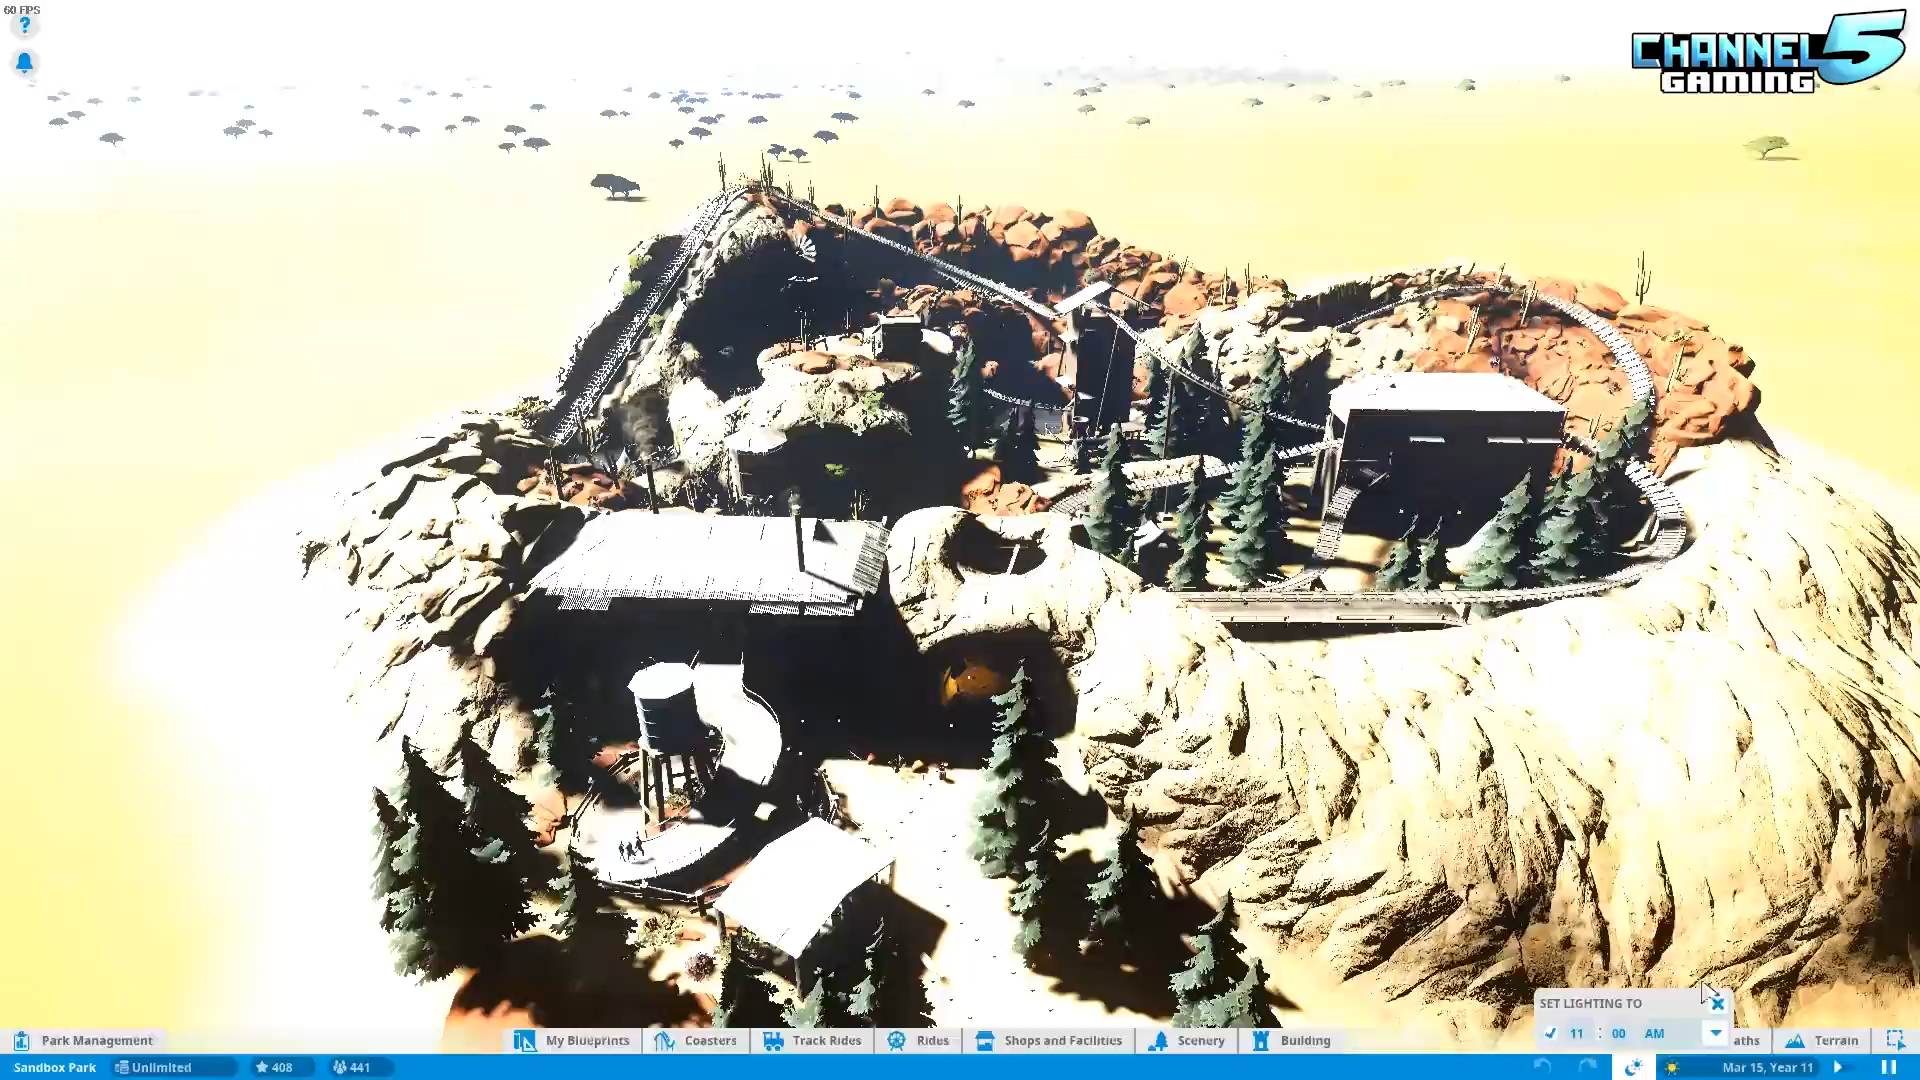 60 FPS
?
CHANNEL 5
GAMING
SET LIGHTING TO
11 : 00 AM
Park Management
My Blueprints
Coasters
Track Rides
Rides
Shops and Facilities
Scenery
Building
aths
Terrain
Sandbox Park
Unlimited
408
441
Mar 15, Year 11